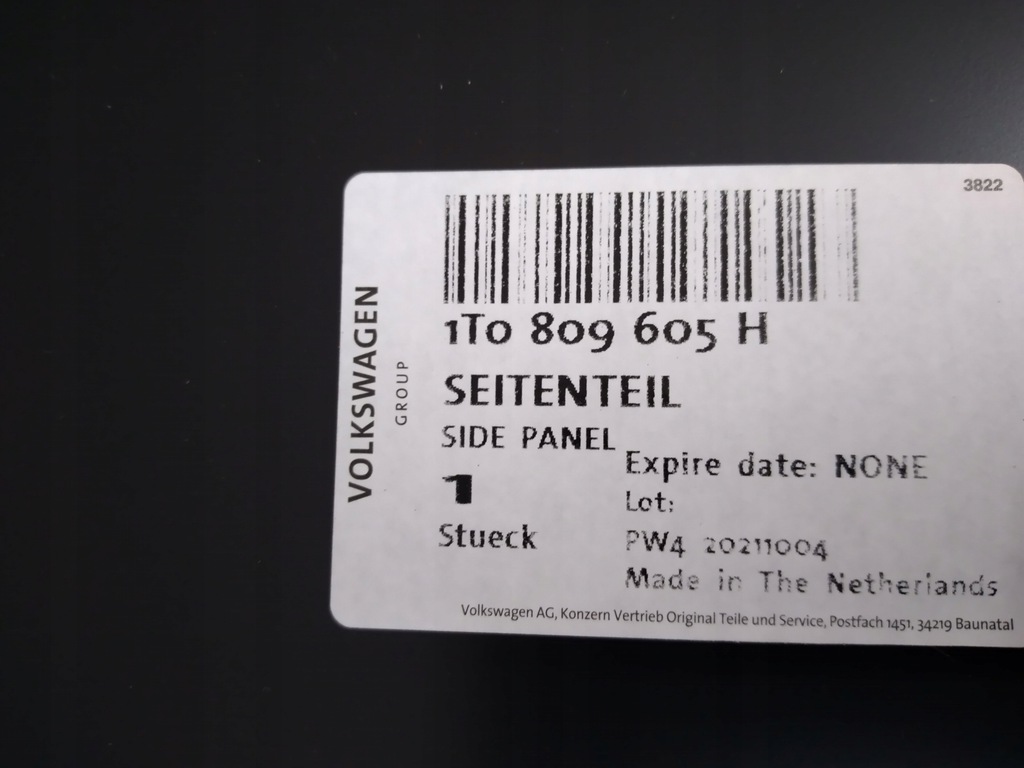 3822
VOLKSWAGEN
GROUP
1T0 809 605 H
SEITENTEIL
SIDE PANEL
1
Stueck
Expire date: NONE
Lot:
PW4 20211004
Made in The Netherlands
Volkswagen AG, Konzern Vertrieb Original Teile und Service, Postfach 1451, 34219 Baunatal